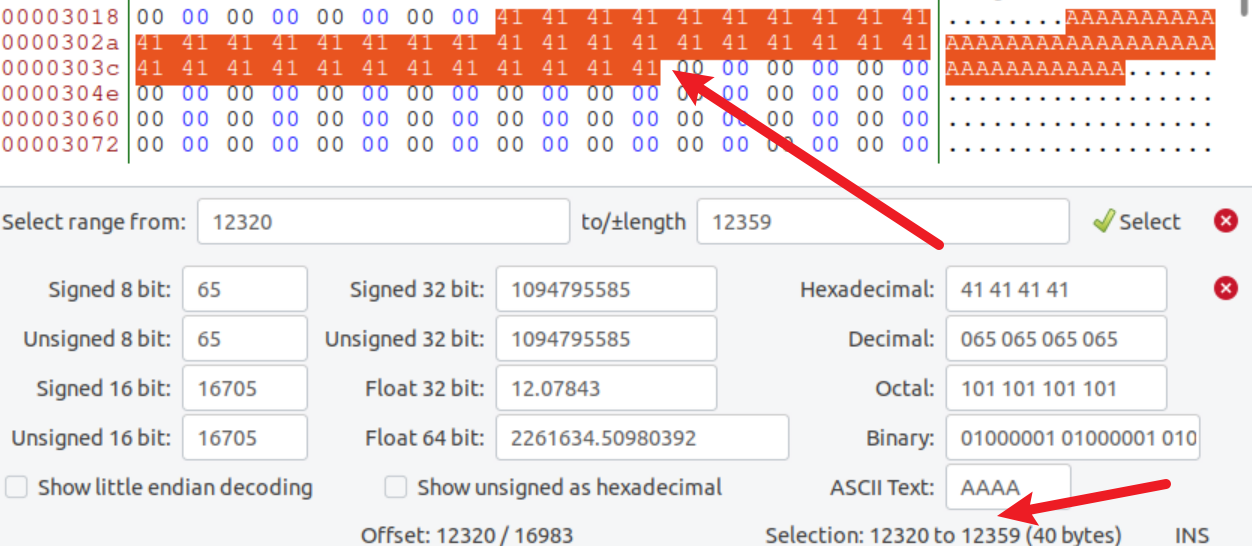 00003018 00 00 00 00 00 00 00 00 41 41 41 41 41 41 41 41 41 41 ........AAAAAAAAAA
0000302a 41 41 41 41 41 41 41 41 41 41 41 41 41 41 41 41 41 41 AAAAAAAAAAAAAAAAAA
0000303c 41 41 41 41 41 41 41 41 41 41 41 41 00 00 00 00 00 00 AAAAAAAAAAAA......
0000304e 00 00 00 00 00 00 00 00 00 00 00 00 00 00 00 00 00 00 ..................
00003060 00 00 00 00 00 00 00 00 00 00 00 00 00 00 00 00 00 00 ..................
00003072 00 00 00 00 00 00 00 00 00 00 00 00 00 00 00 00 00 00 ..................
Select range from: 12320 to/±length 12359 Select
Signed 8 bit: 65 Signed 32 bit: 1094795585 Hexadecimal: 41 41 41 41
Unsigned 8 bit: 65 Unsigned 32 bit: 1094795585 Decimal: 065 065 065 065
Signed 16 bit: 16705 Float 32 bit: 12.07843 Octal: 101 101 101 101
Unsigned 16 bit: 16705 Float 64 bit: 2261634.50980392 Binary: 01000001 01000001 010
Show little endian decoding Show unsigned as hexadecimal ASCII Text: AAAA
Offset: 12320 / 16983 Selection: 12320 to 12359 (40 bytes) INS